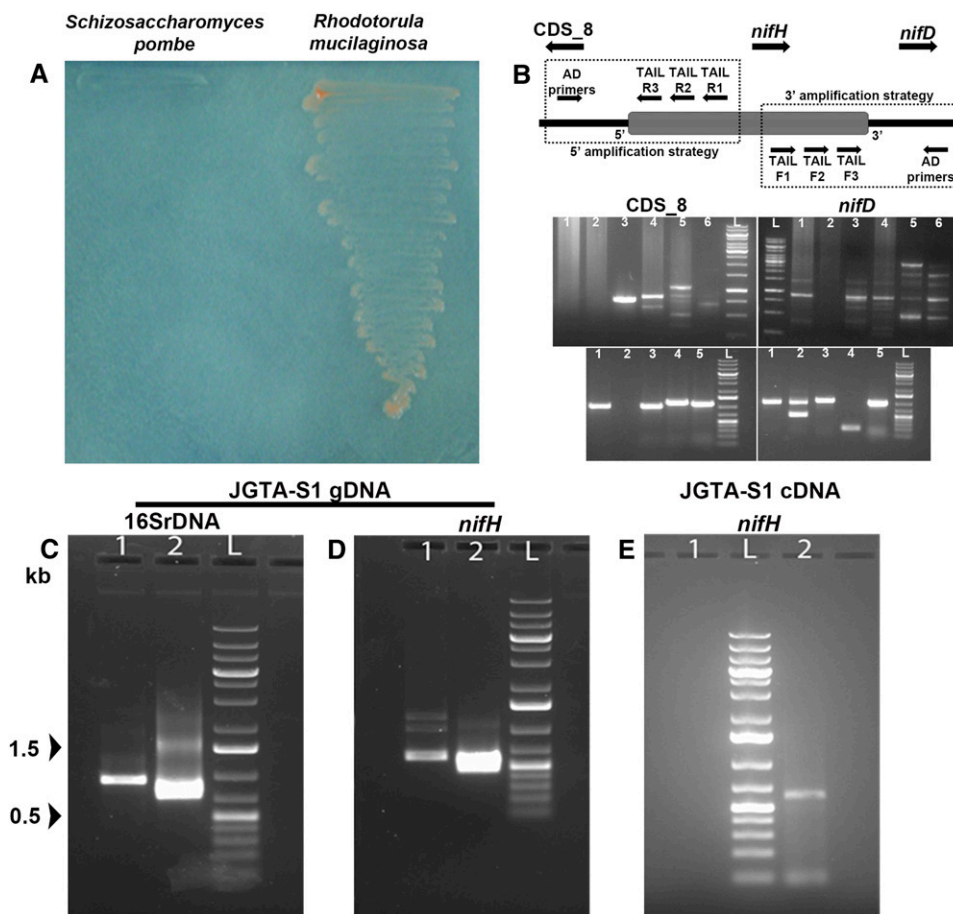 Schizosaccharomyces pombe
Rhodotorula mucilaginosa
A
B
CDS_8
nifH
nifD
AD primers
TAIL R3
TAIL R2
TAIL R1
3' amplification strategy
5'
3'
5' amplification strategy
TAIL F1
TAIL F2
TAIL F3
AD primers
CDS_8
nifD
1 2 3 4 5 6 L
L 1 2 3 4 5 6
1 2 3 4 5 L
1 2 3 4 5 L
JGTA-S1 gDNA
16SrDNA
nifH
C
1 2 L
D
1 2 L
kb
1.5
0.5
JGTA-S1 cDNA
nifH
E
1 L 2